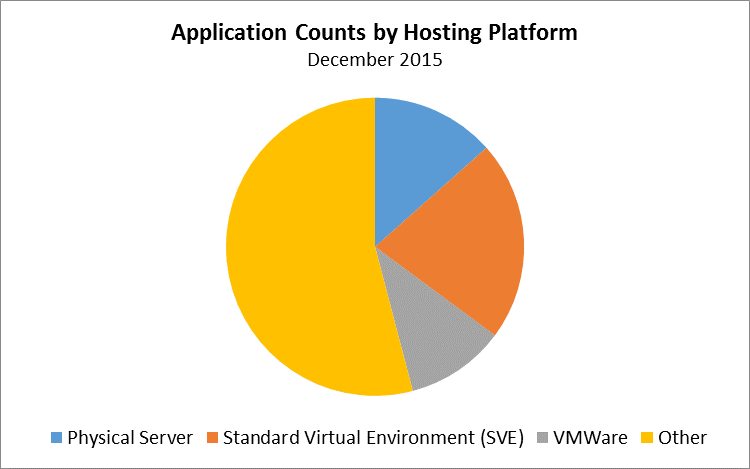 Application Counts by Hosting Platform
December 2015
Physical Server Standard Virtual Environment (SVE) VMWare Other